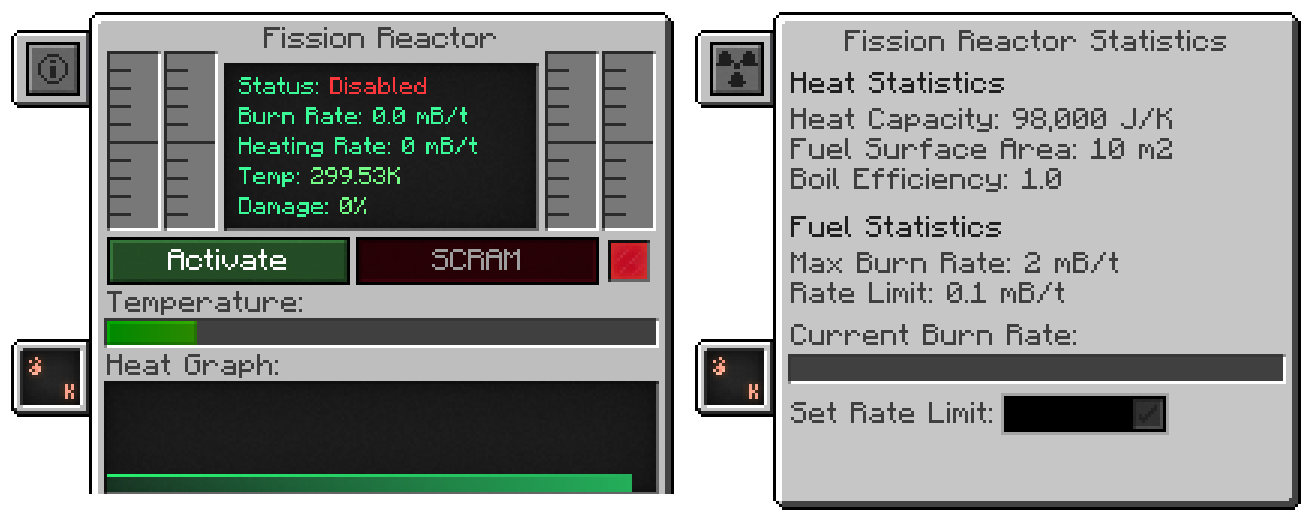 Fission Reactor
Status: Disabled
Burn Rate: 0.0 mB/t
Heating Rate: 0 mB/t
Temp: 299.53K
Damage: 0%
Activate
SCRAM
Temperature:
K
Heat Graph:
Fission Reactor Statistics
Heat Statistics
Heat Capacity: 98,000 J/K
Fuel Surface Area: 10 m2
Boil Efficiency: 1.0
Fuel Statistics
Max Burn Rate: 2 mB/t
Rate Limit: 0.1 mB/t
Current Burn Rate:
K
Set Rate Limit: